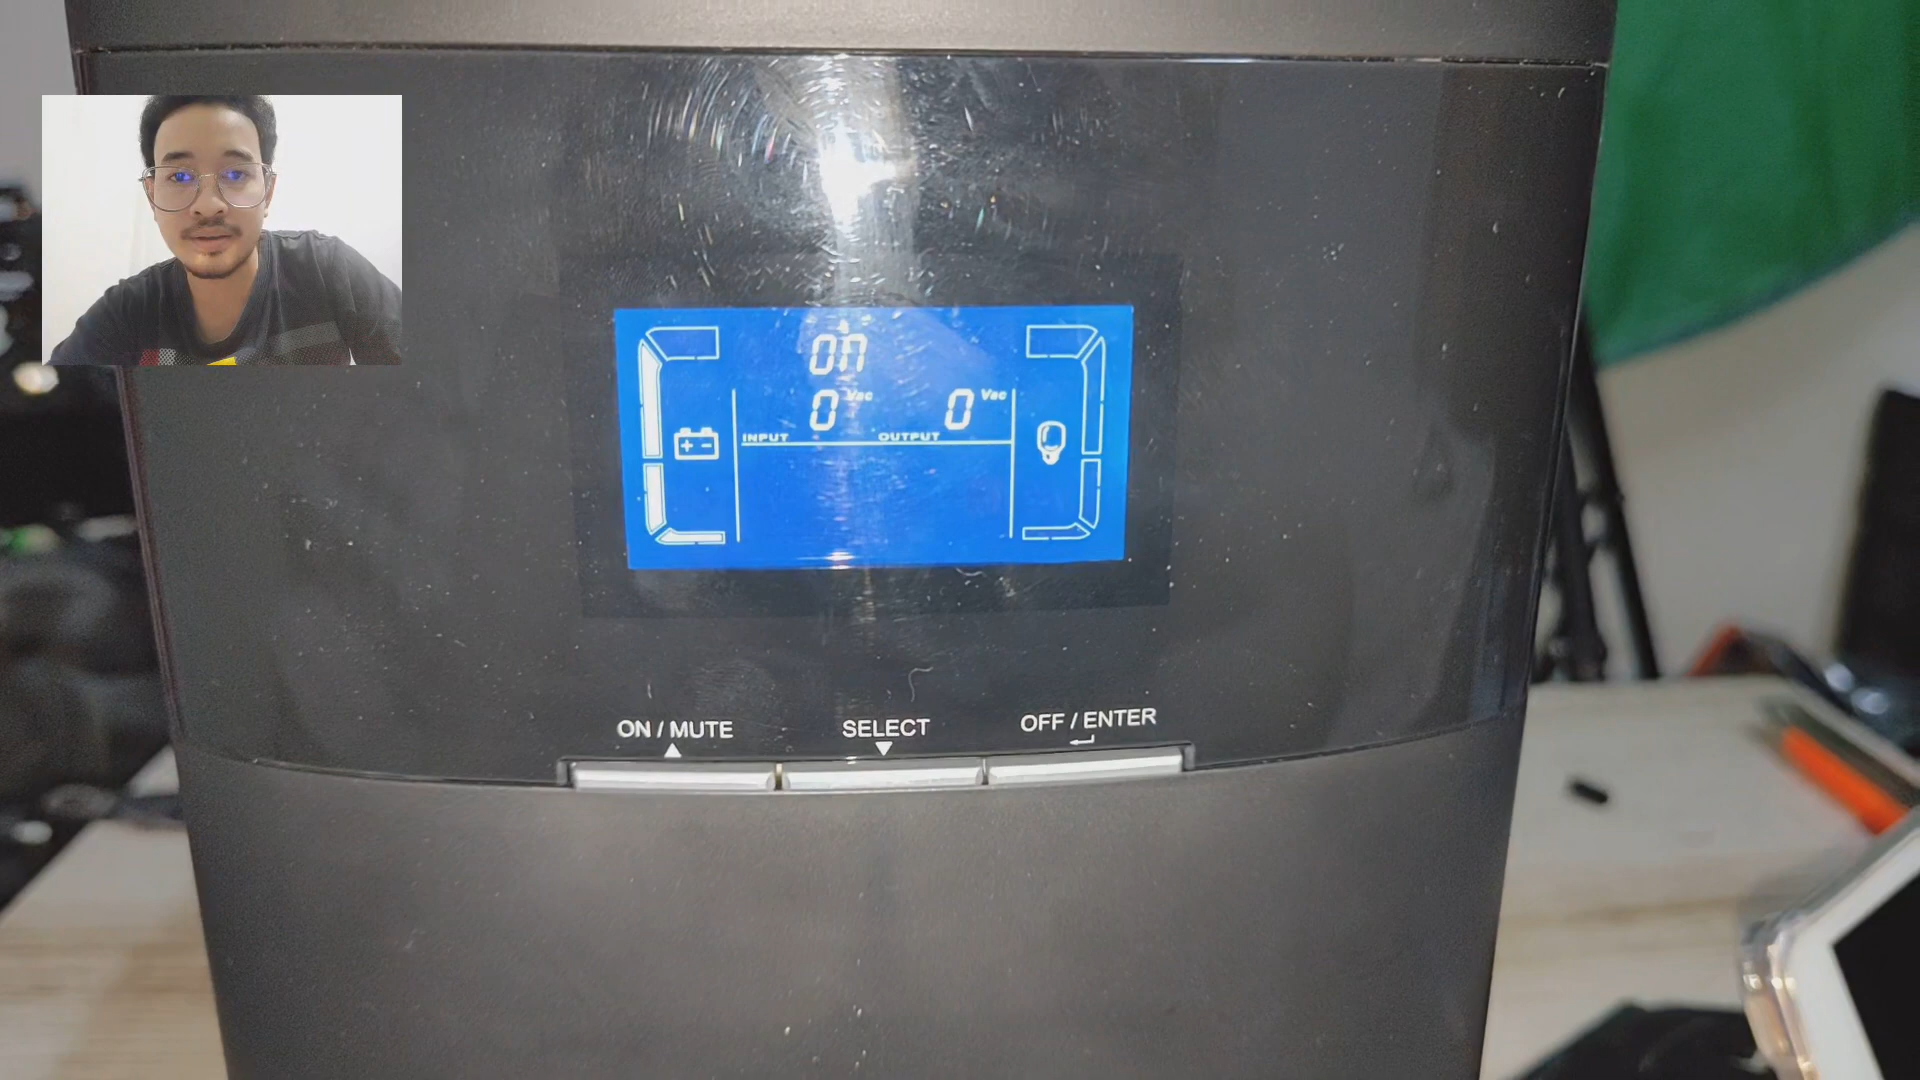 ON
0 Vac 0 Vac
INPUT OUTPUT
ON / MUTE SELECT OFF / ENTER